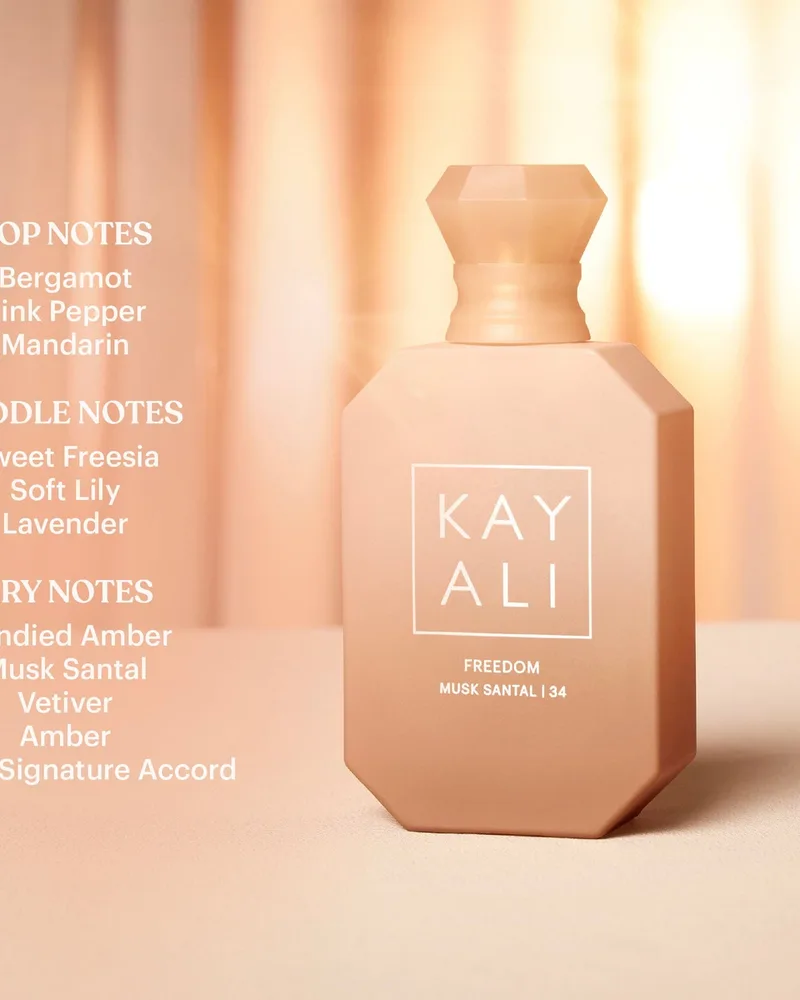 OP NOTES
Bergamot
ink Pepper
Mandarin
DDLE NOTES
weet Freesia
Soft Lily
Lavender
RY NOTES
ndied Amber
Musk Santal
Vetiver
Amber
Signature Accord
KAY
ALI
FREEDOM
MUSK SANTAL | 34